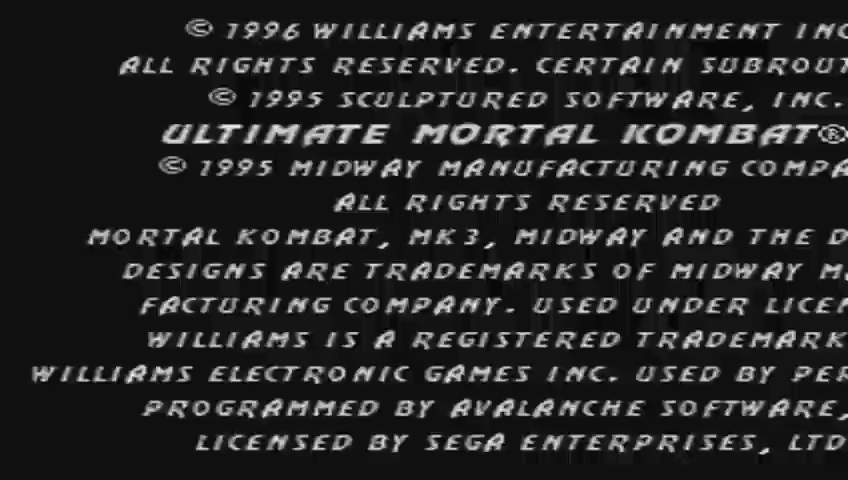 © 1996 WILLIAMS ENTERTAINMENT INC
ALL RIGHTS RESERVED. CERTAIN SUBROUT
© 1995 SCULPTURED SOFTWARE, INC.
ULTIMATE MORTAL KOMBAT®
© 1995 MIDWAY MANUFACTURING COMPA
ALL RIGHTS RESERVED
MORTAL KOMBAT, MK3, MIDWAY AND THE D
DESIGNS ARE TRADEMARKS OF MIDWAY M
FACTURING COMPANY. USED UNDER LICEN
WILLIAMS IS A REGISTERED TRADEMARK
WILLIAMS ELECTRONIC GAMES INC. USED BY PER
PROGRAMMED BY AVALANCHE SOFTWARE,
LICENSED BY SEGA ENTERPRISES, LTD